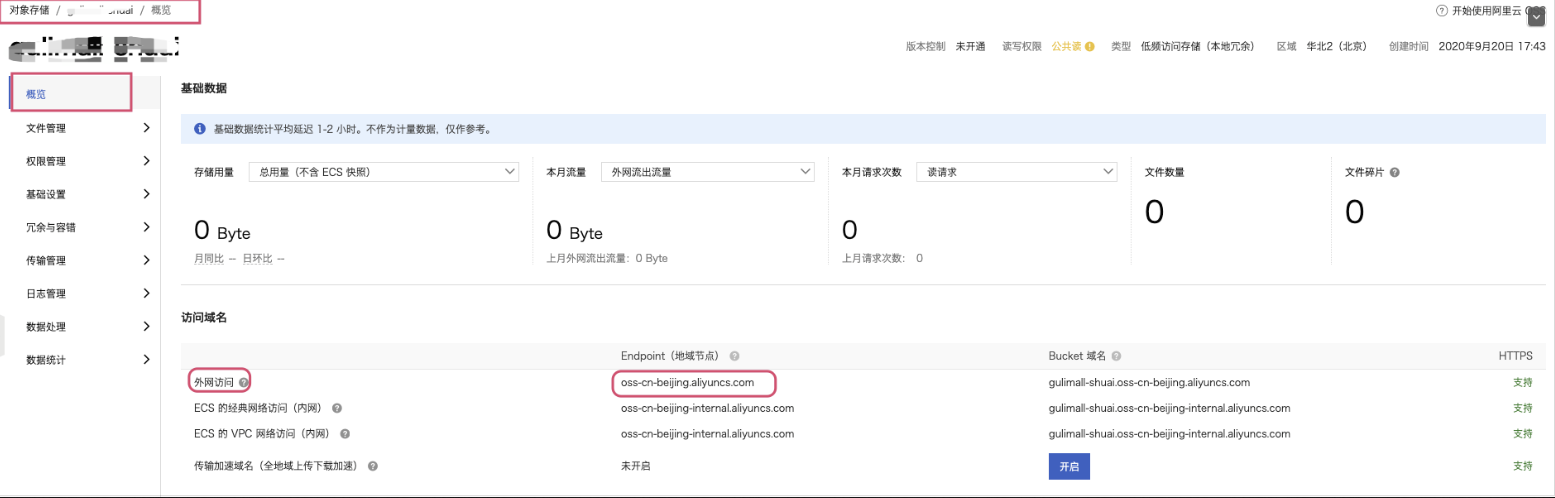 对象存储 / / 概览
开始使用阿里云
版本控制 未开通 读写权限 公共读 类型 低频访问存储（本地冗余） 区域 华北2（北京） 创建时间 2020年9月20日 17:43
概览
文件管理
权限管理
基础设置
冗余与容错
传输管理
日志管理
数据处理
数据统计
基础数据
基础数据统计平均延迟 1-2 小时。不作为计量数据，仅作参考。
存储用量 总用量（不含 ECS 快照） 本月流量 外网流出流量 本月请求次数 读请求 文件数量 文件碎片
0 Byte 0 Byte 0 0 0
月同比 -- 日环比 -- 上月外网流出流量：0 Byte 上月请求次数： 0
访问域名
Endpoint（地域节点） Bucket 域名 HTTPS
外网访问 oss-cn-beijing.aliyuncs.com gulimall-shuai.oss-cn-beijing.aliyuncs.com 支持
ECS 的经典网络访问（内网） oss-cn-beijing-internal.aliyuncs.com gulimall-shuai.oss-cn-beijing-internal.aliyuncs.com 支持
ECS 的 VPC 网络访问（内网） oss-cn-beijing-internal.aliyuncs.com gulimall-shuai.oss-cn-beijing-internal.aliyuncs.com 支持
传输加速域名（全地域上传下载加速） 未开启 开启 支持